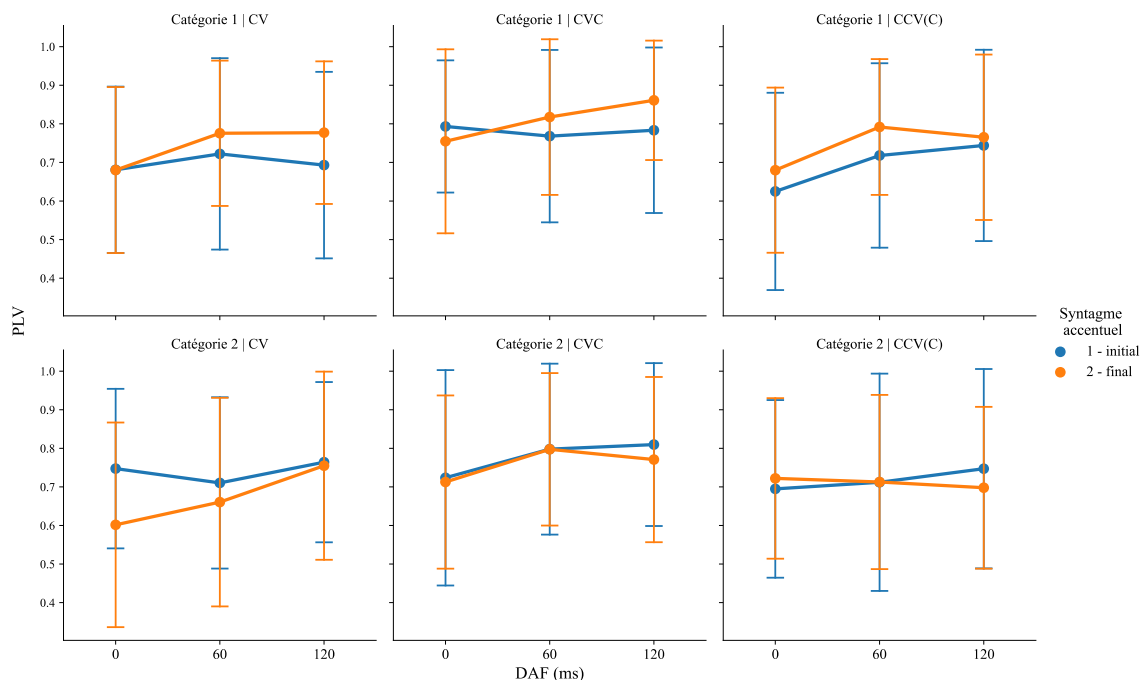 Catégorie 1 | CV
Catégorie 1 | CVC
Catégorie 1 | CCV(C)
1.0
0.9
0.8
0.7
0.6
0.5
0.4
PLV
Catégorie 2 | CV
Catégorie 2 | CVC
Catégorie 2 | CCV(C)
1.0
0.9
0.8
0.7
0.6
0.5
0.4
0
60
120
0
60
120
0
60
120
DAF (ms)
Syntagme
accentuel
1 - initial
2 - final